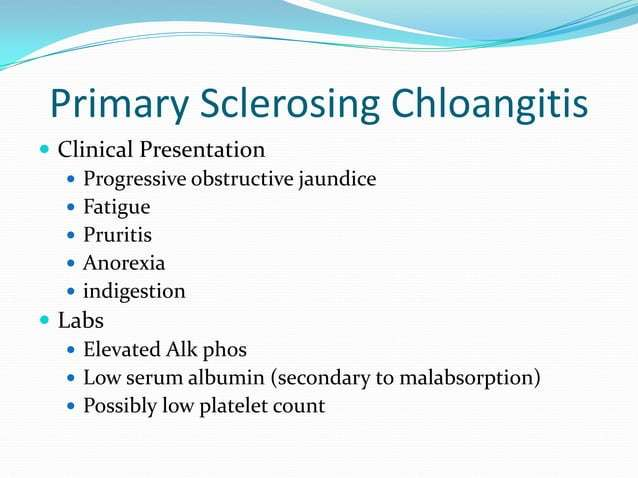 Primary Sclerosing Chloangitis
Clinical Presentation
Progressive obstructive jaundice
Fatigue
Pruritis
Anorexia
indigestion
Labs
Elevated Alk phos
Low serum albumin (secondary to malabsorption)
Possibly low platelet count